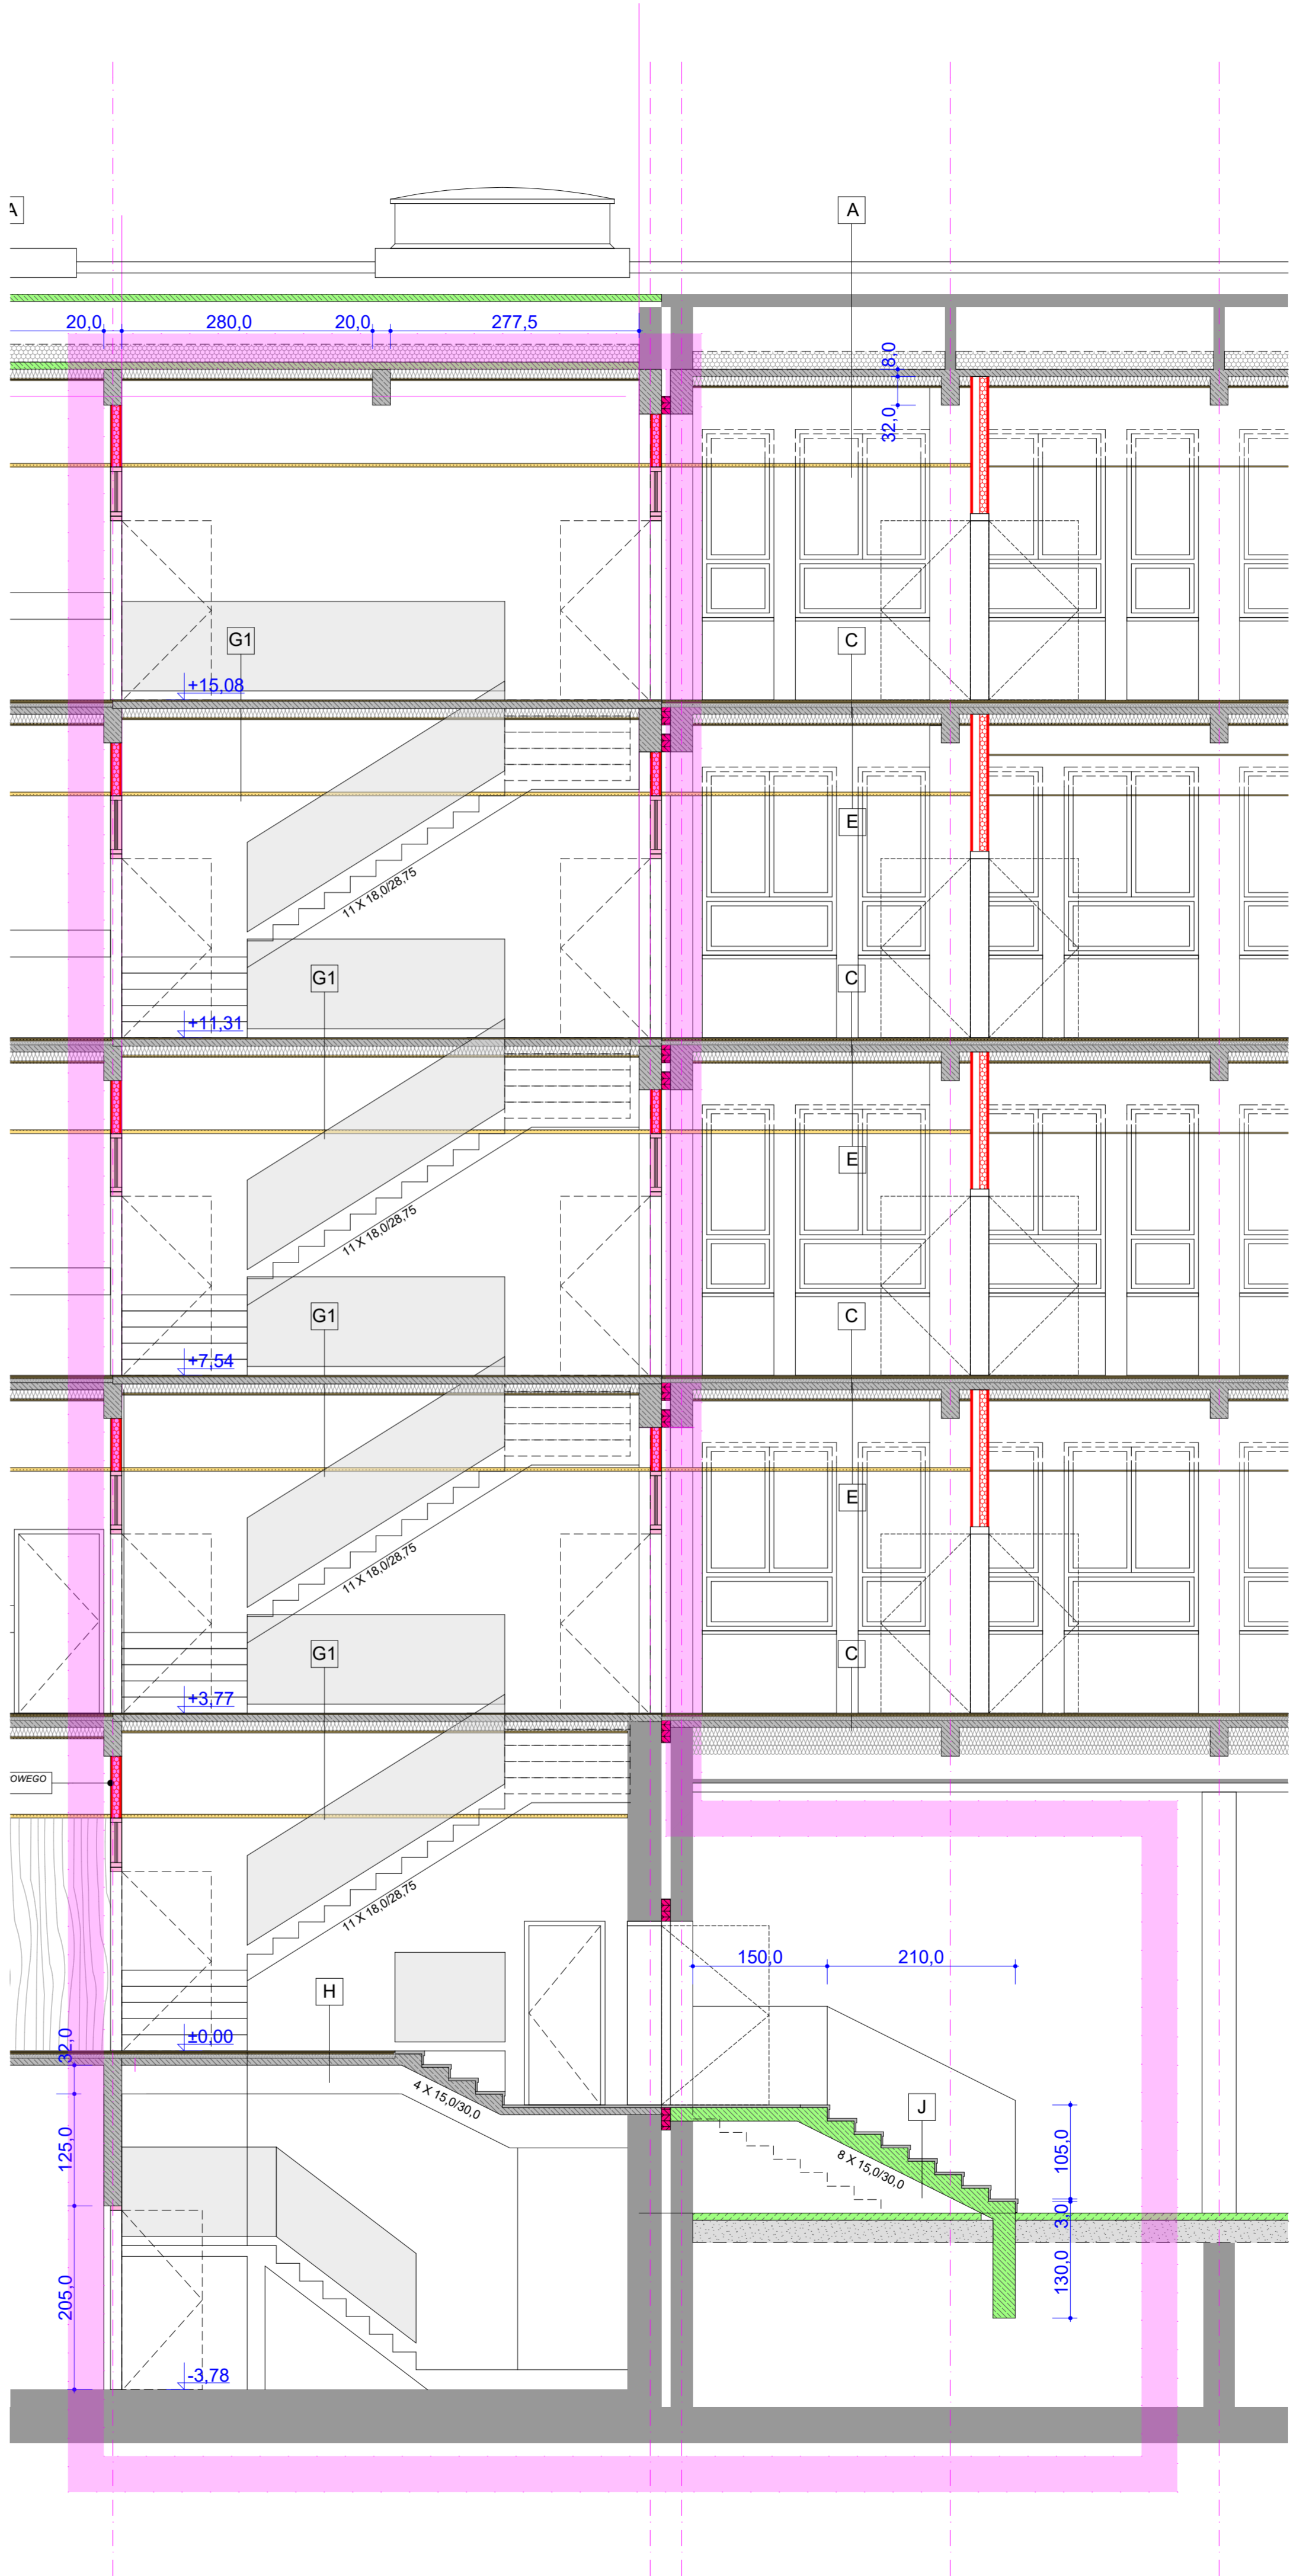 A
A
20,0
280,0
20,0
277,5
8,0
32,0
G1
C
+15,08
E
11 X 18,0/28,75
G1
C
+11,31
E
11 X 18,0/28,75
G1
C
+7,54
E
11 X 18,0/28,75
G1
C
+3,77
OWEGO
11 X 18,0/28,75
150,0
210,0
H
±0,00
32,0
4 X 15,0/30,0
J
125,0
8 X 15,0/30,0
105,0
3,0
130,0
205,0
-3,78